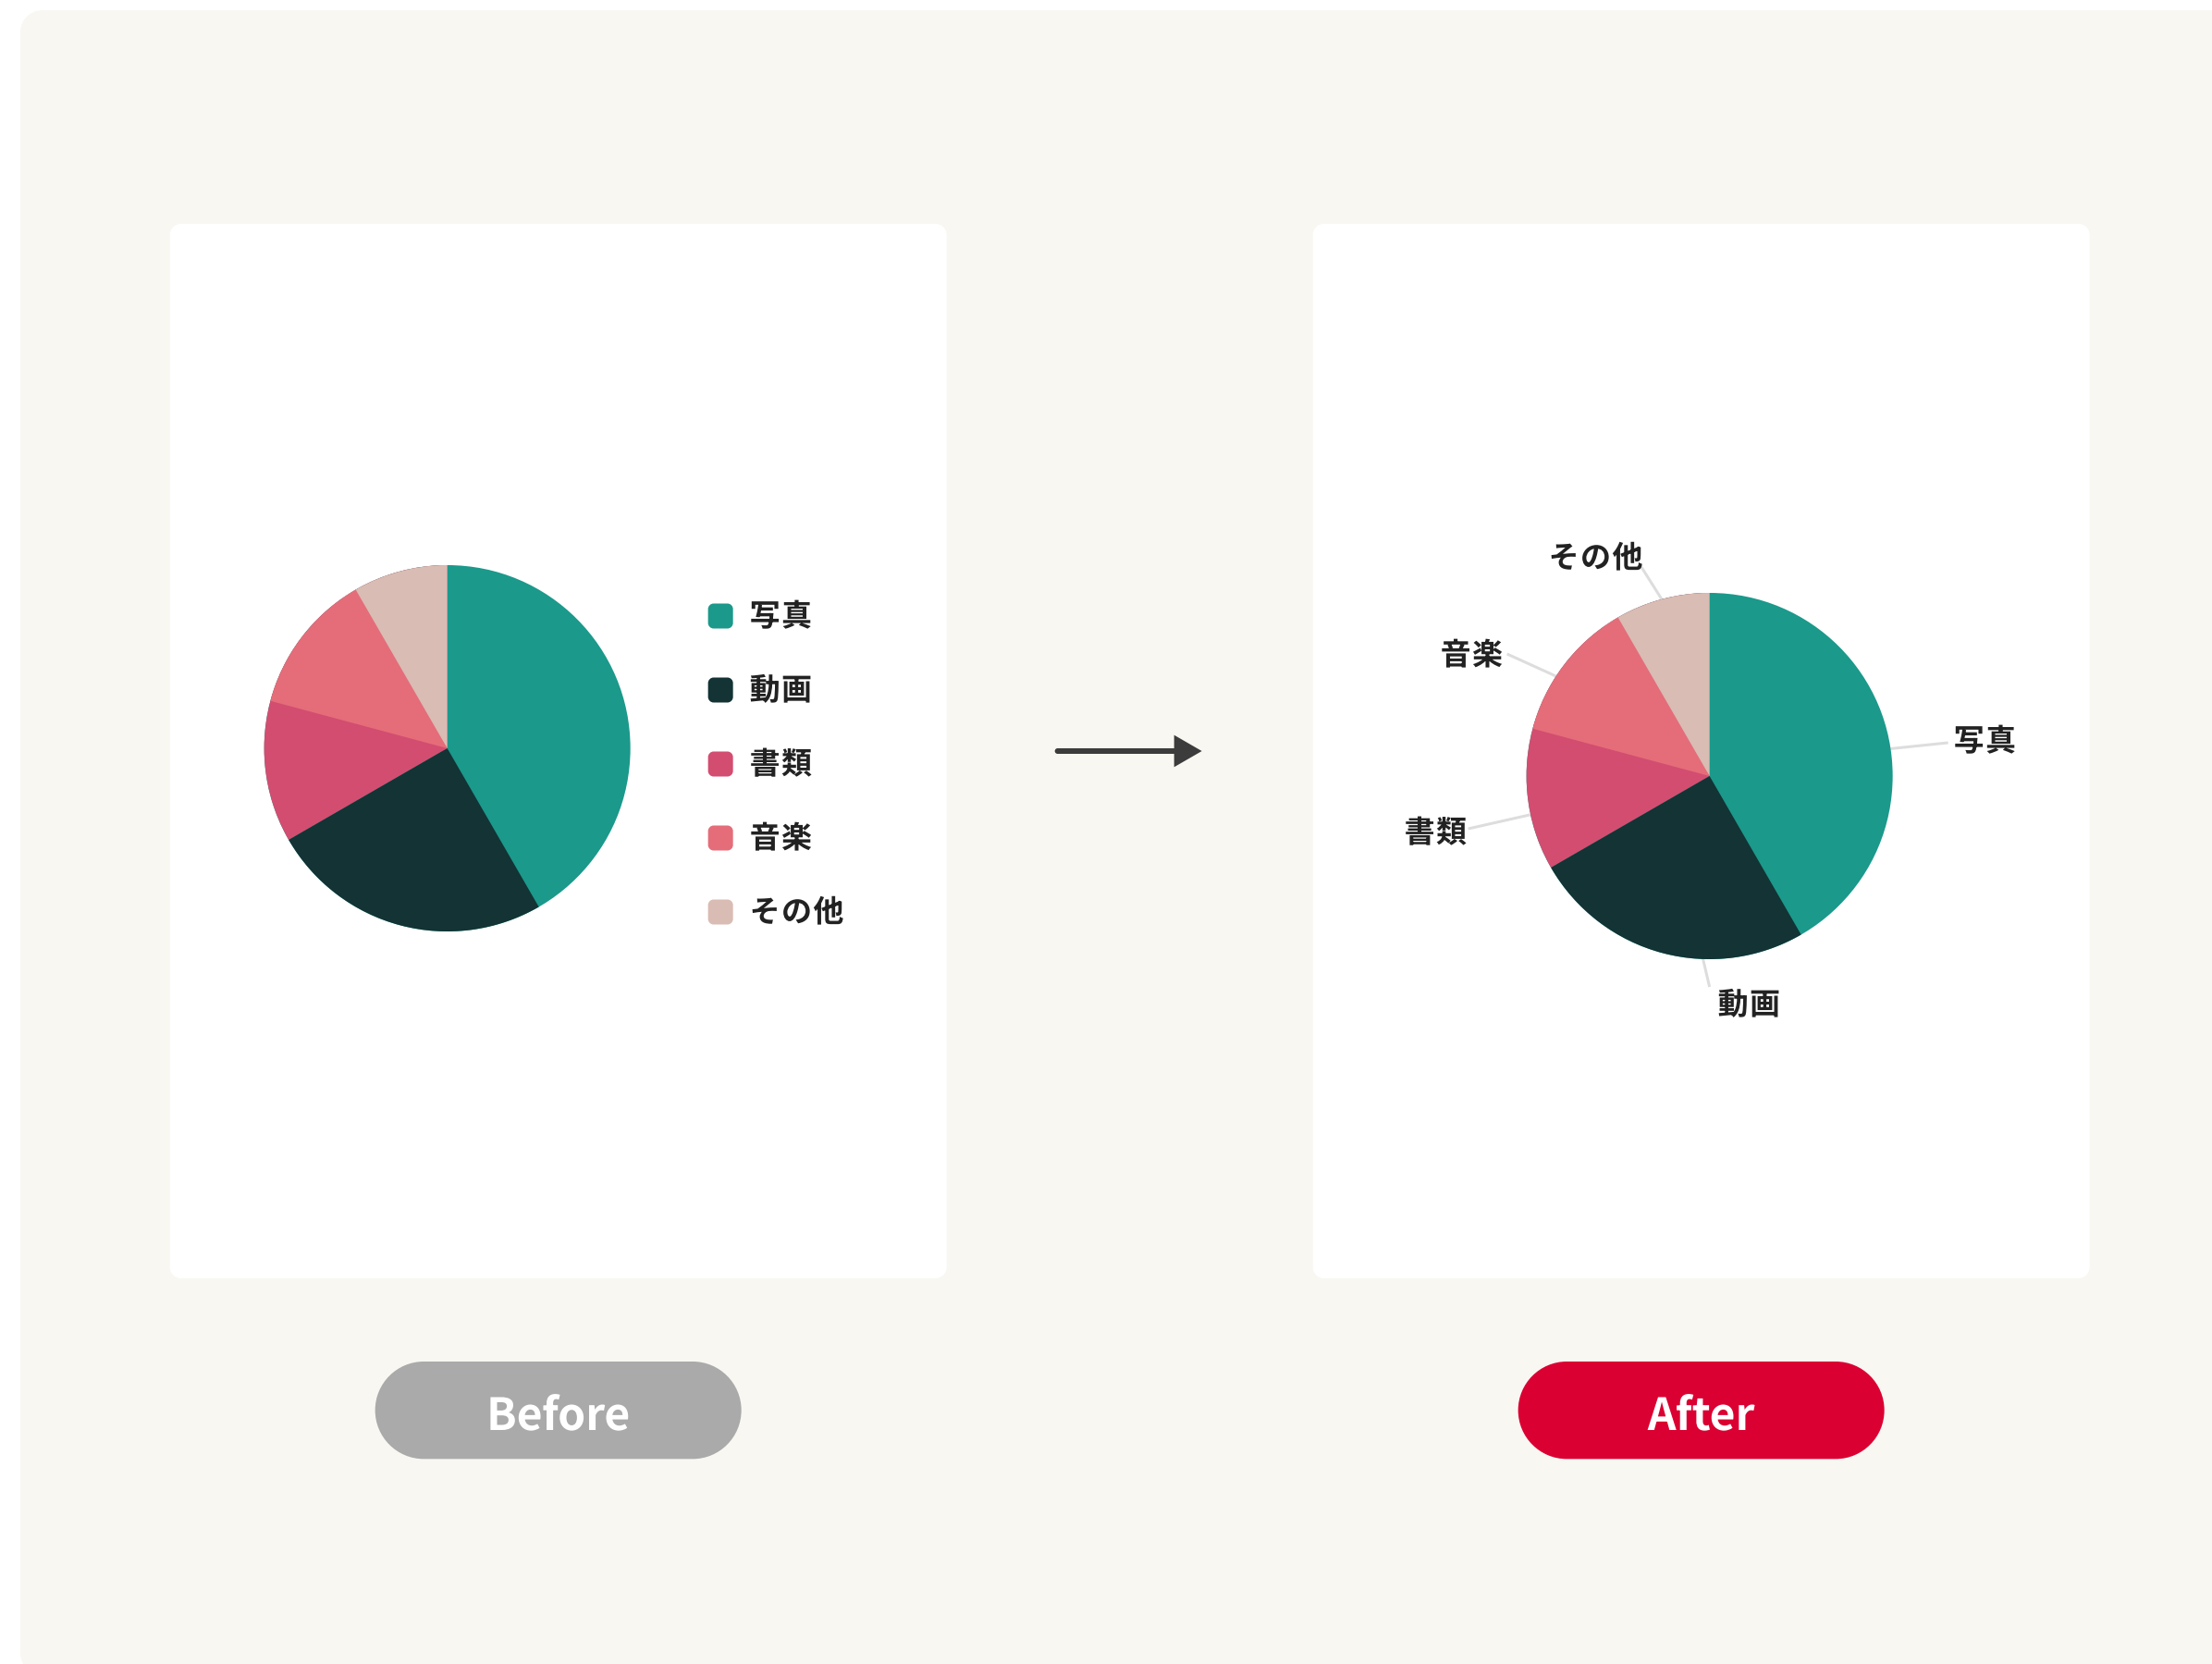 写真
動画
書類
音楽
その他
その他
音楽
写真
書類
動画
Before
After